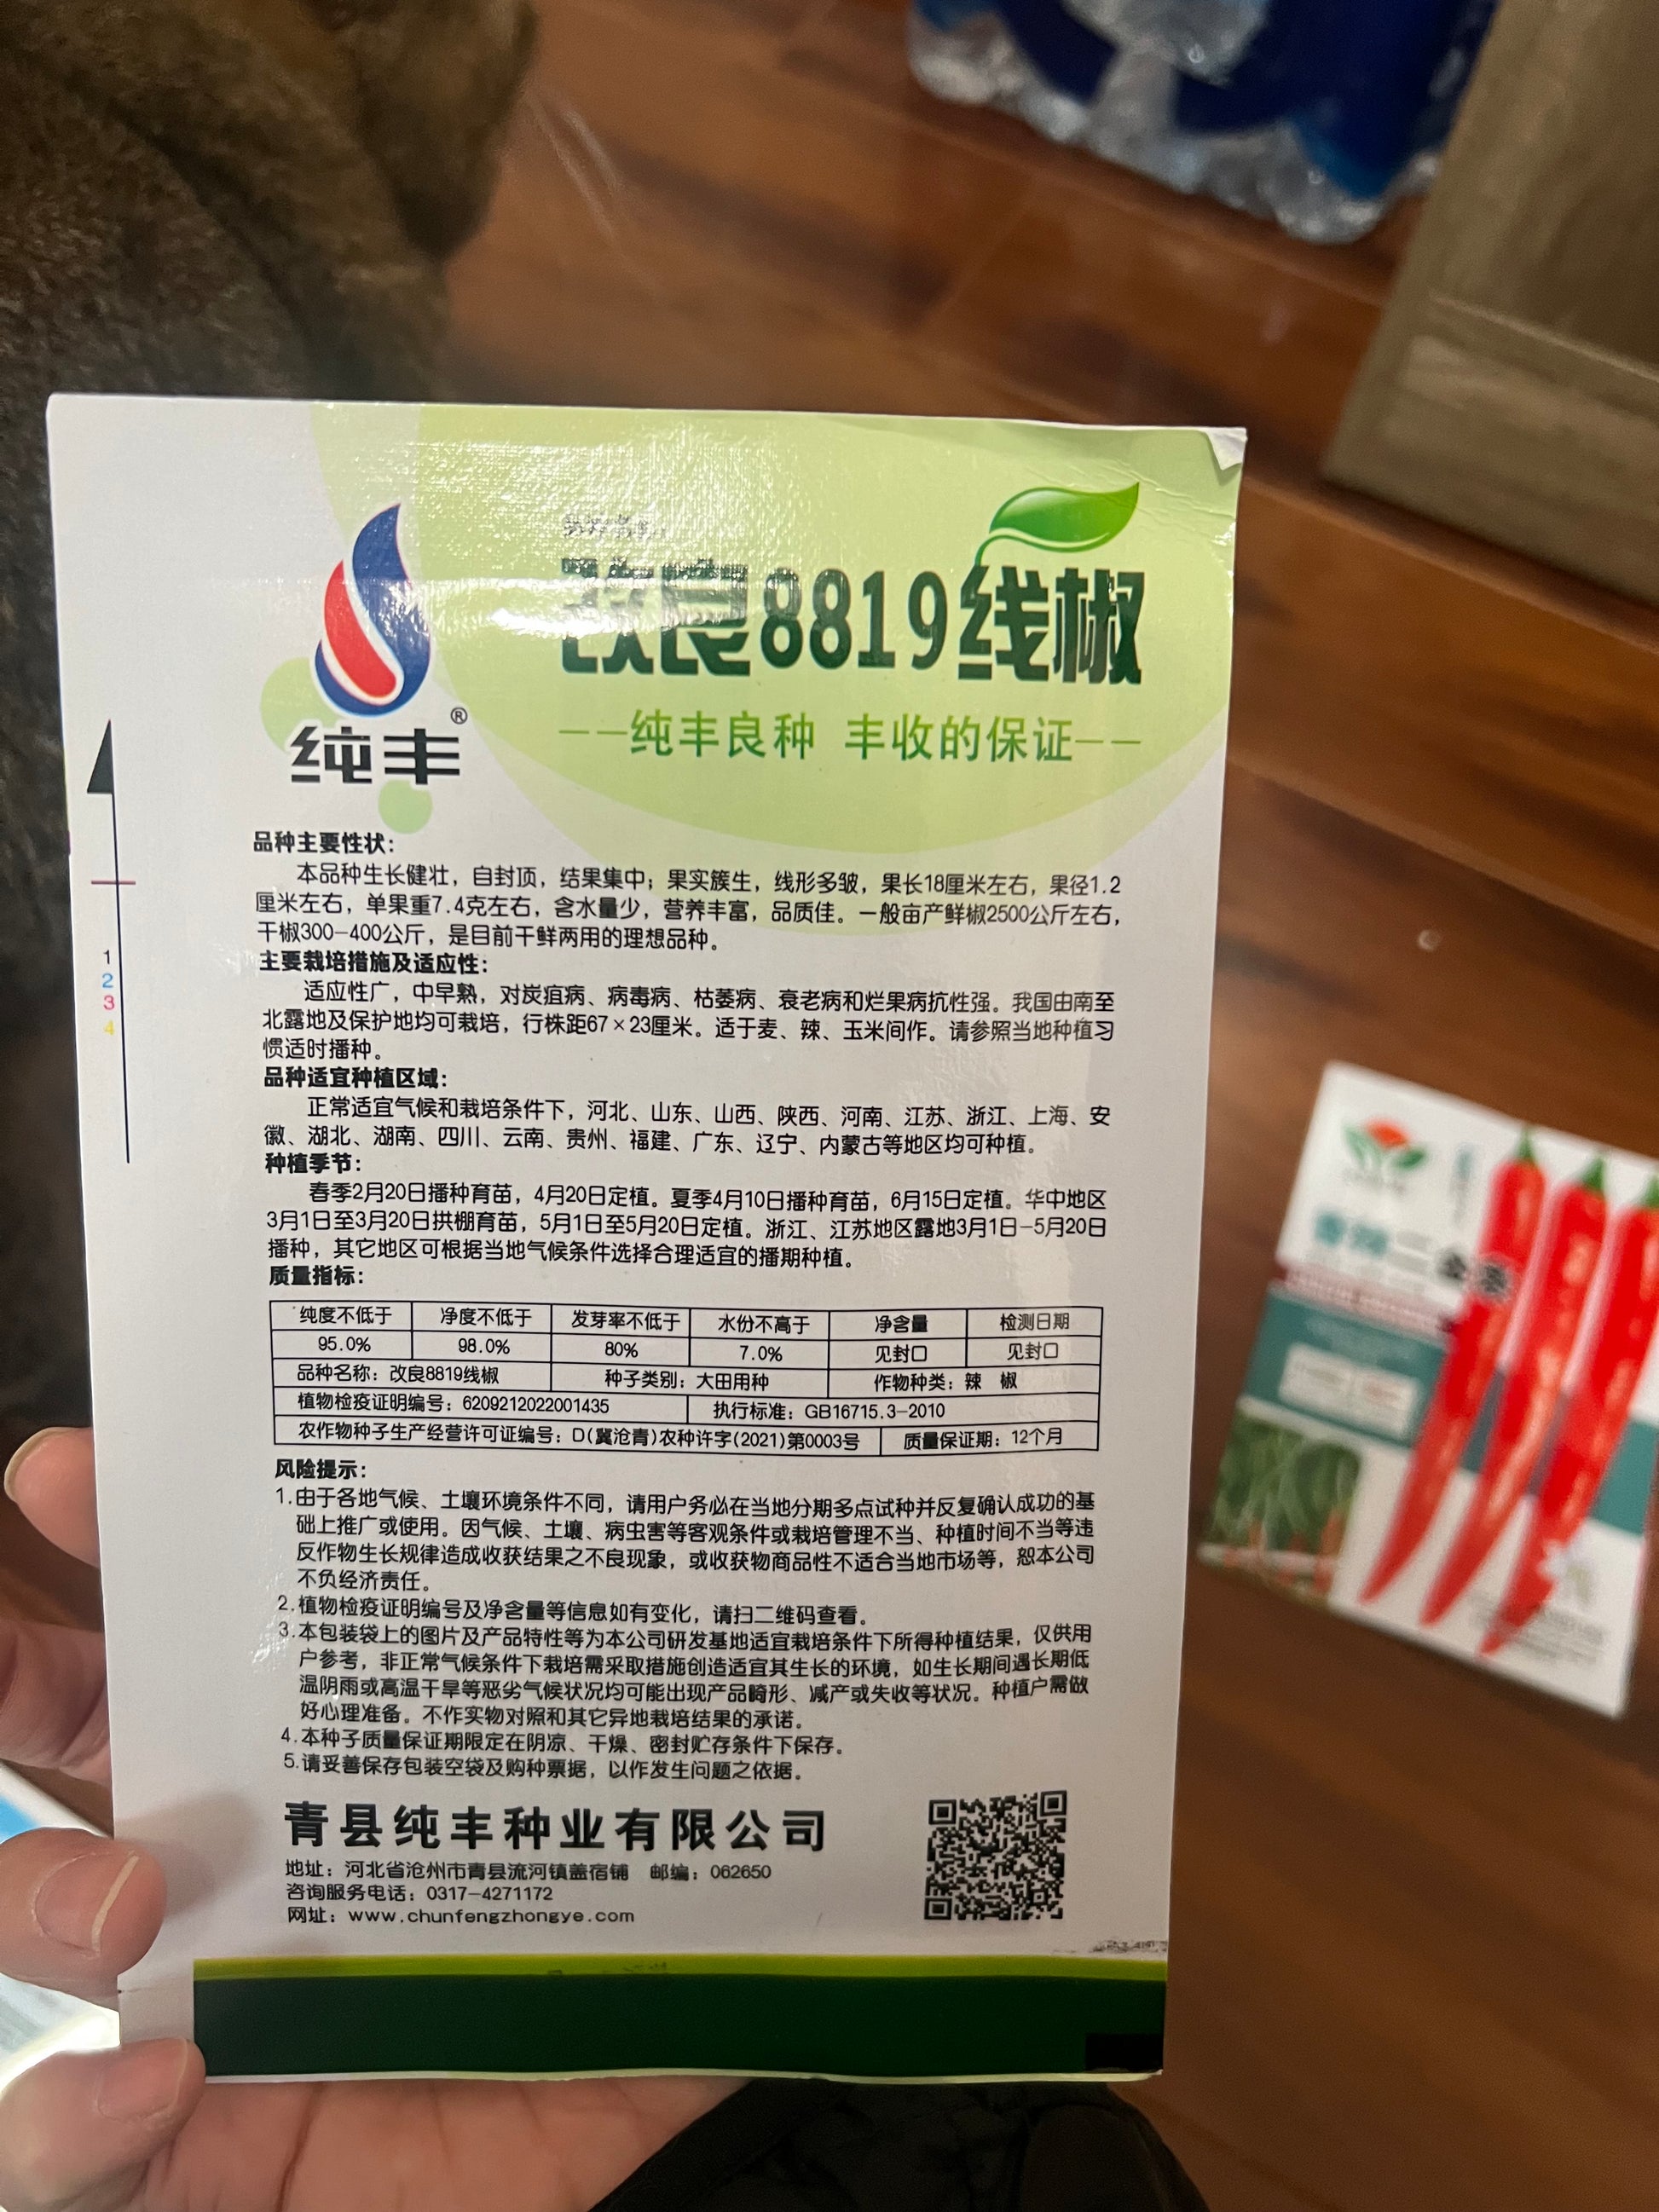 改良8819线椒
纯丰®
——纯丰良种 丰收的保证——
品种主要性状：
本品种生长健壮，自封顶，结果集中；果实簇生，线形多皱，果长18厘米左右，果径1.2
厘米左右，单果重7.4克左右，含水量少，营养丰富，品质佳。一般亩产鲜椒2500公斤左右，
干椒300-400公斤，是目前干鲜两用的理想品种。
主要栽培措施及适应性：
适应性广，中早熟，对炭疽病、病毒病、枯萎病、衰老病和烂果病抗性强。我国由南至
北露地及保护地均可栽培，行株距67×23厘米。适于麦、辣、玉米间作。请参照当地种植习
惯适时播种。
品种适宜种植区域：
正常适宜气候和栽培条件下，河北、山东、山西、陕西、河南、江苏、浙江、上海、安
徽、湖北、湖南、四川、云南、贵州、福建、广东、辽宁、内蒙古等地区均可种植。
种植季节：
春季2月20日播种育苗，4月20日定植。夏季4月10日播种育苗，6月15日定植。华中地区
3月1日至3月20日拱棚育苗，5月1日至5月20日定植。浙江、江苏地区露地3月1日-5月20日
播种，其它地区可根据当地气候条件选择合理适宜的播期种植。
质量指标：
纯度不低于 净度不低于 发芽率不低于 水份不高于 净含量 检测日期
95.0% 98.0% 80% 7.0% 见封口 见封口
品种名称：改良8819线椒 种子类别：大田用种 作物种类：辣 椒
植物检疫证明编号：6209212022001435 执行标准：GB16715.3-2010
农作物种子生产经营许可证编号：D(冀沧青)农种许字(2021)第0003号 质量保证期：12个月
风险提示：
1.由于各地气候、土壤环境条件不同，请用户务必在当地分期多点试种并反复确认成功的基
础上推广或使用。因气候、土壤、病虫害等客观条件或栽培管理不当、种植时间不当等违
反作物生长规律造成收获结果之不良现象，或收获物商品性不适合当地市场等，恕本公司
不负经济责任。
2.植物检疫证明编号及净含量等信息如有变化，请扫二维码查看。
3.本包装袋上的图片及产品特性等为本公司研发基地适宜栽培条件下所得种植结果，仅供用
户参考，非正常气候条件下栽培需采取措施创造适宜其生长的环境，如生长期间遇长期低
温阴雨或高温干旱等恶劣气候状况均可能出现产品畸形、减产或失收等状况。种植户需做
好心理准备。不作实物对照和其它异地栽培结果的承诺。
4.本种子质量保证期限定在阴凉、干燥、密封贮存条件下保存。
5.请妥善保存包装空袋及购种票据，以作发生问题之依据。
青县纯丰种业有限公司
地址：河北省沧州市青县流河镇盖宿铺 邮编：062650
咨询服务电话：0317-4271172
网址：www.chunfengzhongye.com
1
2
3
4